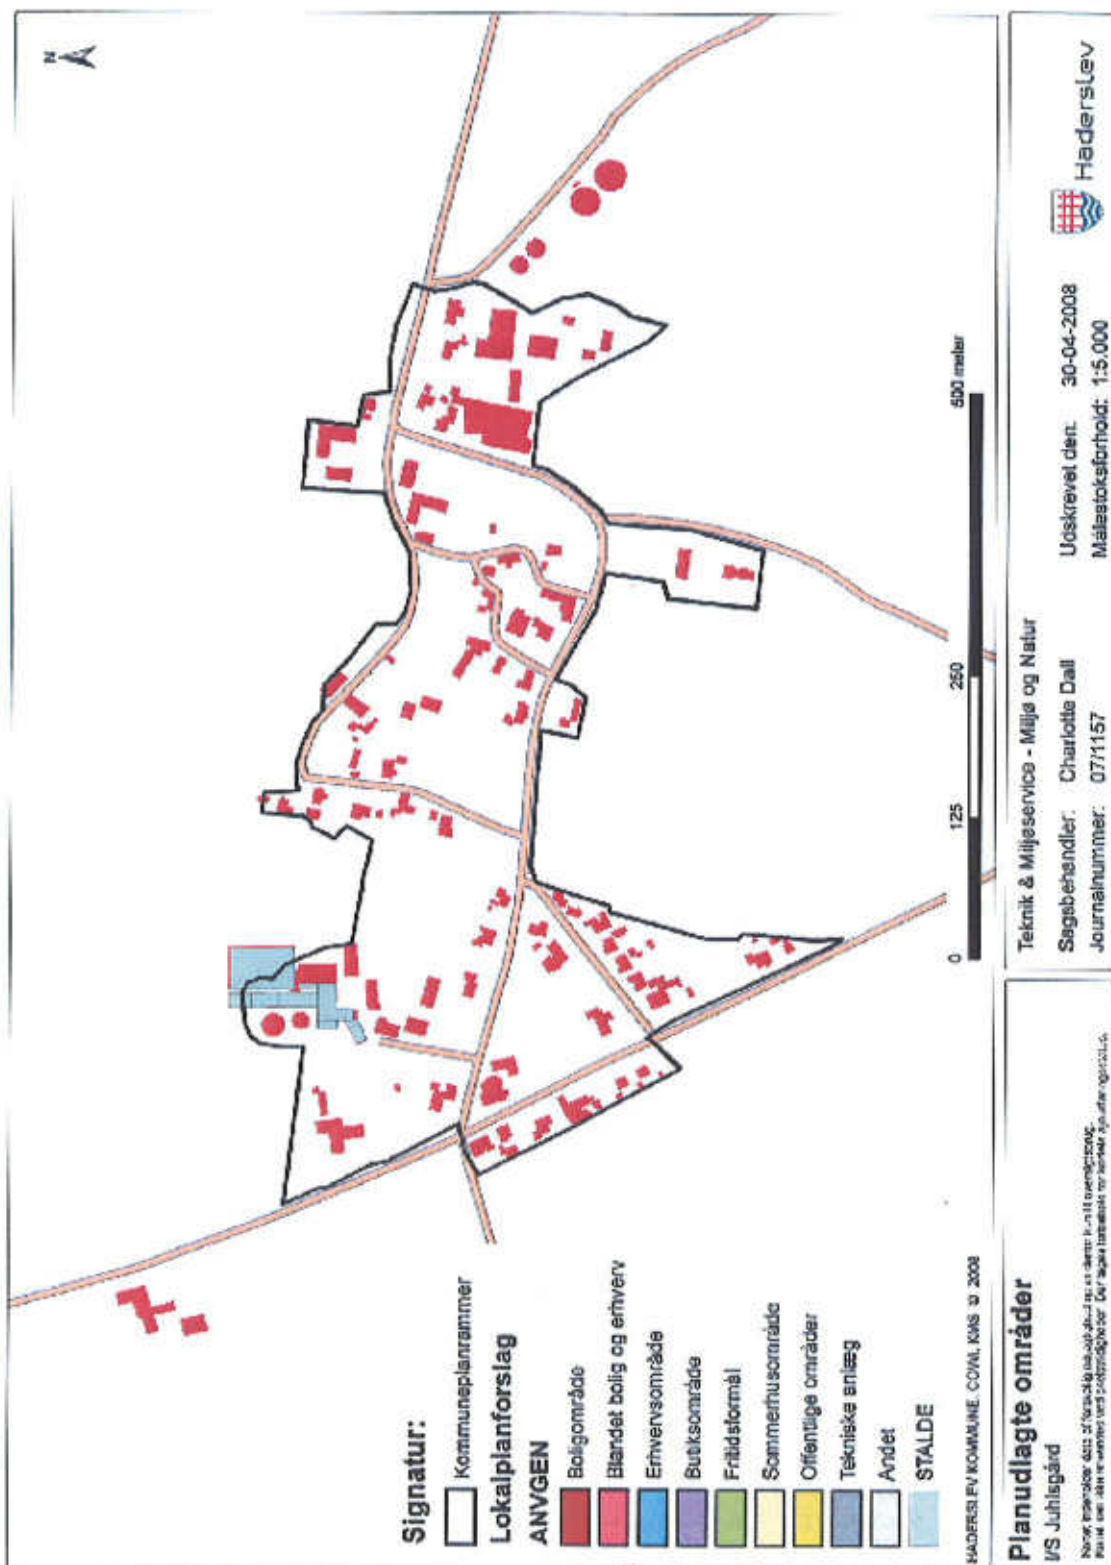 N
Signatur:
Kommuneplanrammer
Lokalplanforslag
ANVGEN
Boligområde
Blandet bolig og erhverv
Erhvervsområde
Butiksområde
Fritidsformål
Sommerhusområde
Offentlige områder
Tekniske anlæg
Andet
STALDE
0 125 250 500 meter
HADERSLEV KOMMUNE, COWI, KMS © 2008
Planudlagte områder
I/S Juhlsgård
Teknik & Miljøservice - Miljø og Natur
Sagsbehandler: Charlotte Dall
Journalnummer: 07/1157
Udskrevet den: 30-04-2008
Målestoksforhold: 1:5.000
Haderslev